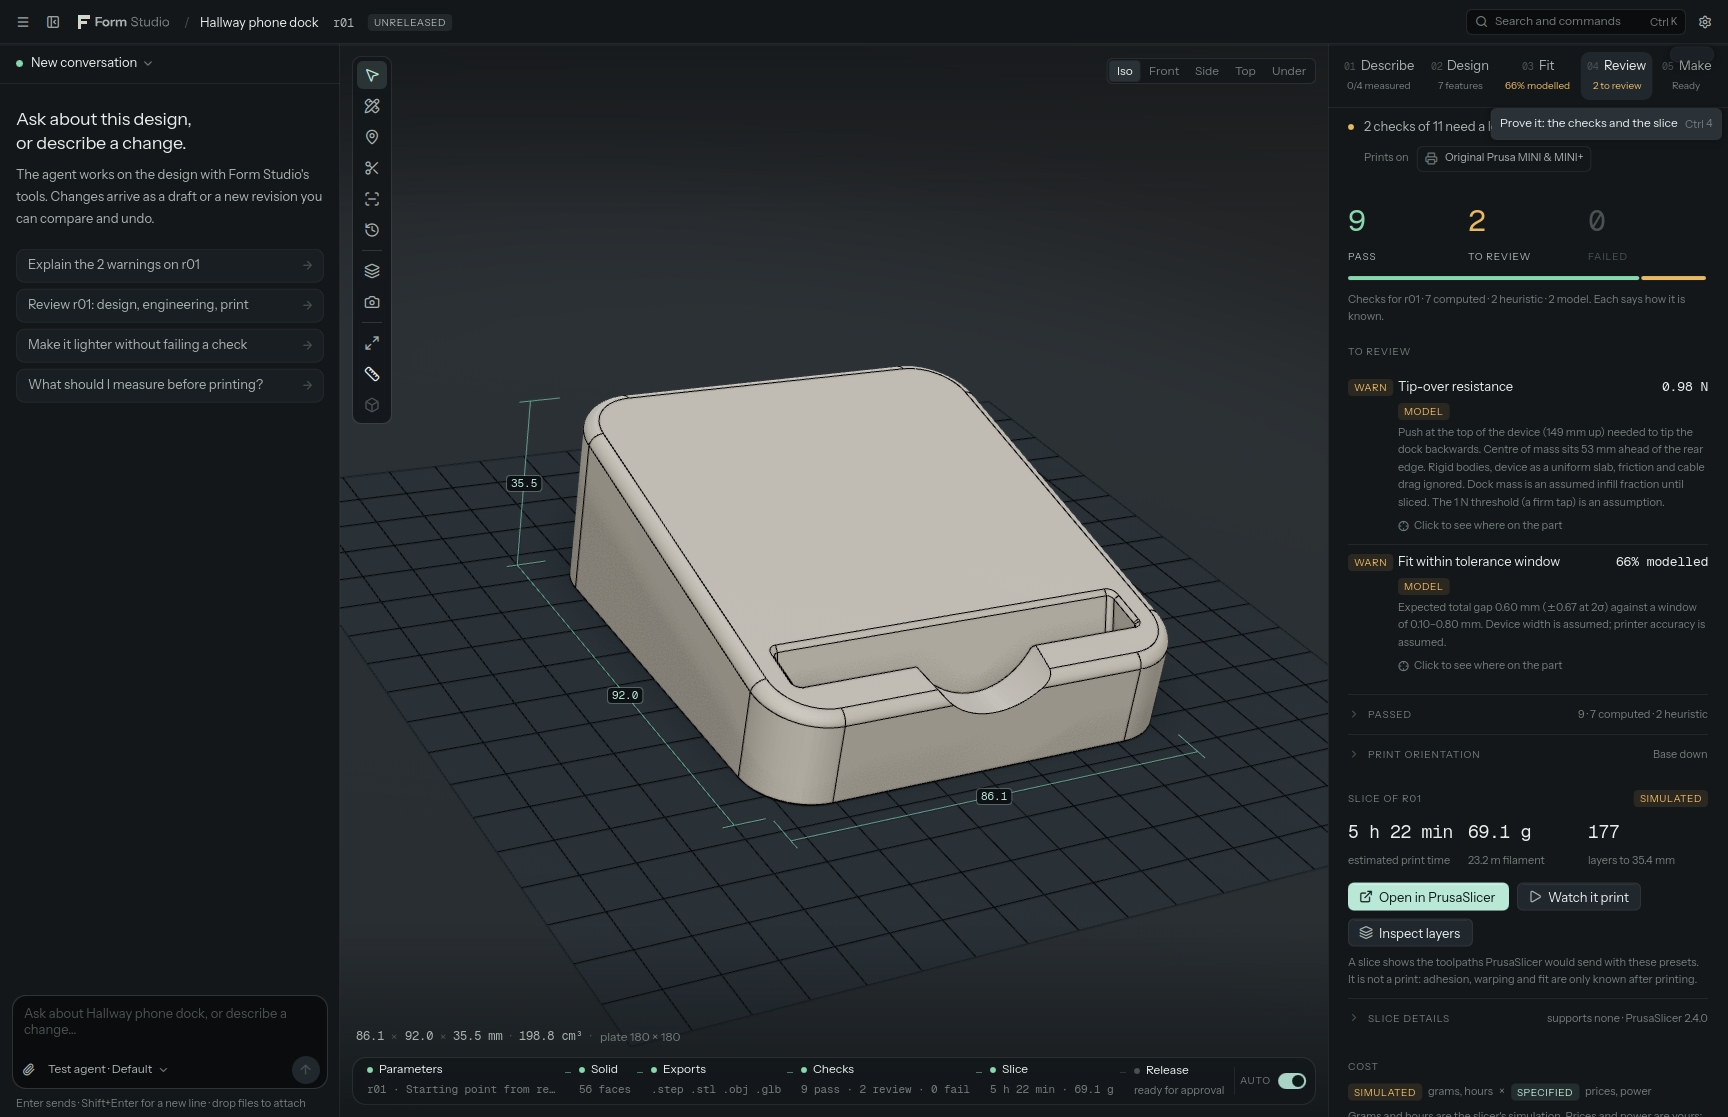 Form Studio / Hallway phone dock r01 UNRELEASED
Search and commands Ctrl K
New conversation
Ask about this design,
or describe a change.
The agent works on the design with Form Studio's
tools. Changes arrive as a draft or a new revision you
can compare and undo.
Explain the 2 warnings on r01
Review r01: design, engineering, print
Make it lighter without failing a check
What should I measure before printing?
Ask about Hallway phone dock, or describe a
change...
Test agent · Default
Enter sends · Shift+Enter for a new line · drop files to attach
Iso Front Side Top Under
35.5
92.0
86.1
86.1 × 92.0 × 35.5 mm · 198.8 cm³ · plate 180 × 180
Parameters
r01 · Starting point from re…
Solid
56 faces
Exports
.step .stl .obj .glb
Checks
9 pass · 2 review · 0 fail
Slice
5 h 22 min · 69.1 g
Release
ready for approval
AUTO
01 Describe
0/4 measured
02 Design
7 features
03 Fit
66% modelled
04 Review
2 to review
05 Make
Ready
2 checks of 11 need a
Prove it: the checks and the slice Ctrl 4
Prints on Original Prusa MINI & MINI+
9 2 0
PASS TO REVIEW FAILED
Checks for r01 · 7 computed · 2 heuristic · 2 model. Each says how it is
known.
TO REVIEW
WARN Tip-over resistance 0.98 N
MODEL
Push at the top of the device (149 mm up) needed to tip the
dock backwards. Centre of mass sits 53 mm ahead of the rear
edge. Rigid bodies, device as a uniform slab, friction and cable
drag ignored. Dock mass is an assumed infill fraction until
sliced. The 1 N threshold (a firm tap) is an assumption.
Click to see where on the part
WARN Fit within tolerance window 66% modelled
MODEL
Expected total gap 0.60 mm (±0.67 at 2σ) against a window
of 0.10–0.80 mm. Device width is assumed; printer accuracy is
assumed.
Click to see where on the part
PASSED 9 · 7 computed · 2 heuristic
PRINT ORIENTATION Base down
SLICE OF R01 SIMULATED
5 h 22 min 69.1 g 177
estimated print time 23.2 m filament layers to 35.4 mm
Open in PrusaSlicer Watch it print
Inspect layers
A slice shows the toolpaths PrusaSlicer would send with these presets.
It is not a print: adhesion, warping and fit are only known after printing.
SLICE DETAILS supports none · PrusaSlicer 2.4.0
COST
SIMULATED grams, hours × SPECIFIED prices, power
Grams and hours are the slicer's simulation. Prices and power are yours: